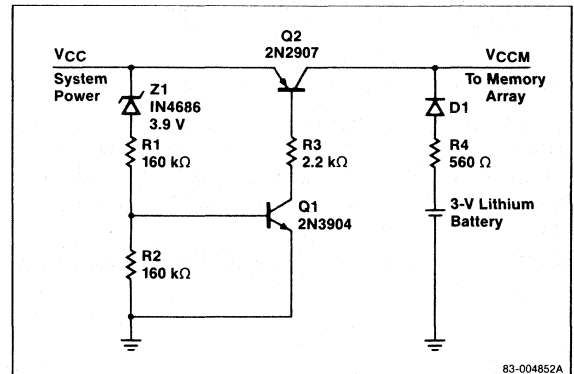 Q2
2N2907
VCC
System
Power
VCCM
To Memory
Array
Z1
IN4686
3.9 V
D1
R1
160 kΩ
R3
2.2 kΩ
R4
560 Ω
Q1
2N3904
3-V Lithium
Battery
R2
160 kΩ
83-004852A